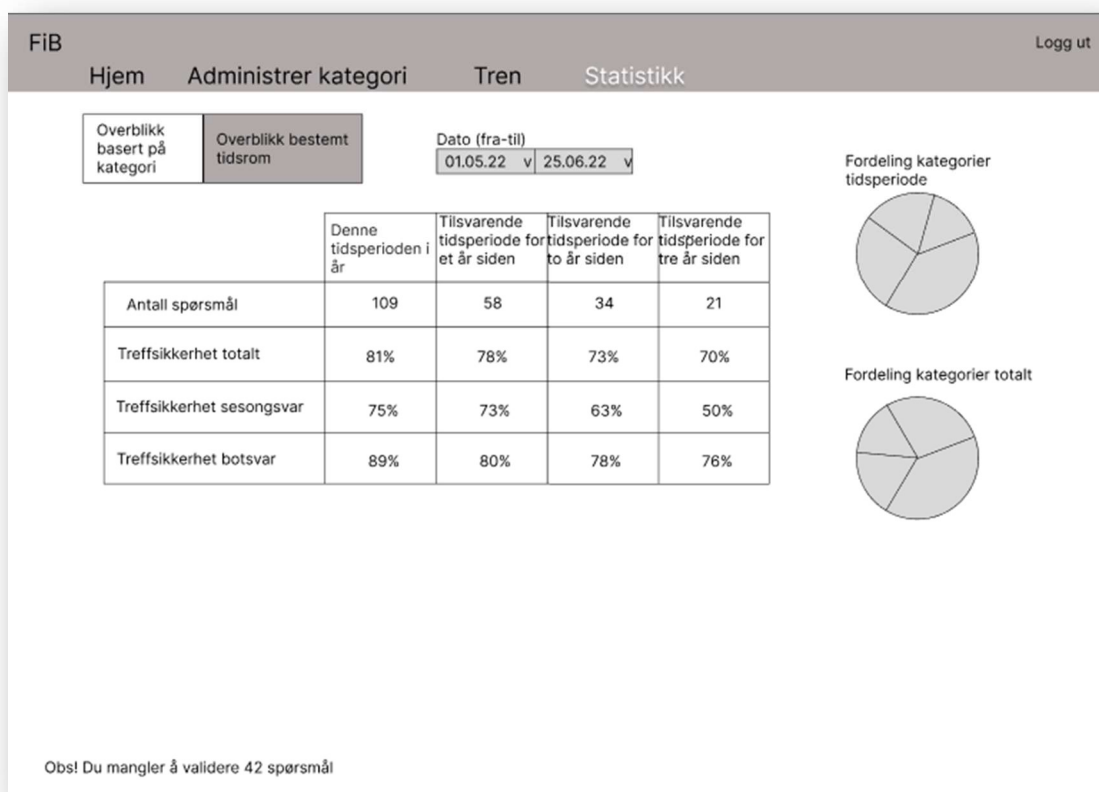 FiB
Logg ut
Hjem Administrer kategori Tren Statistikk
Overblikk
basert på
kategori
Overblikk bestemt
tidsrom
Dato (fra-til)
01.05.22 v 25.06.22 v
Fordeling kategorier
tidsperiode
Denne
tidsperioden i
år
Tilsvarende
tidsperiode for
et år siden
Tilsvarende
tidsperiode for
to år siden
Tilsvarende
tidsperiode for
tre år siden
Antall spørsmål 109 58 34 21
Treffsikkerhet totalt 81% 78% 73% 70%
Treffsikkerhet sesongsvar 75% 73% 63% 50%
Treffsikkerhet botsvar 89% 80% 78% 76%
Fordeling kategorier totalt
Obs! Du mangler å validere 42 spørsmål